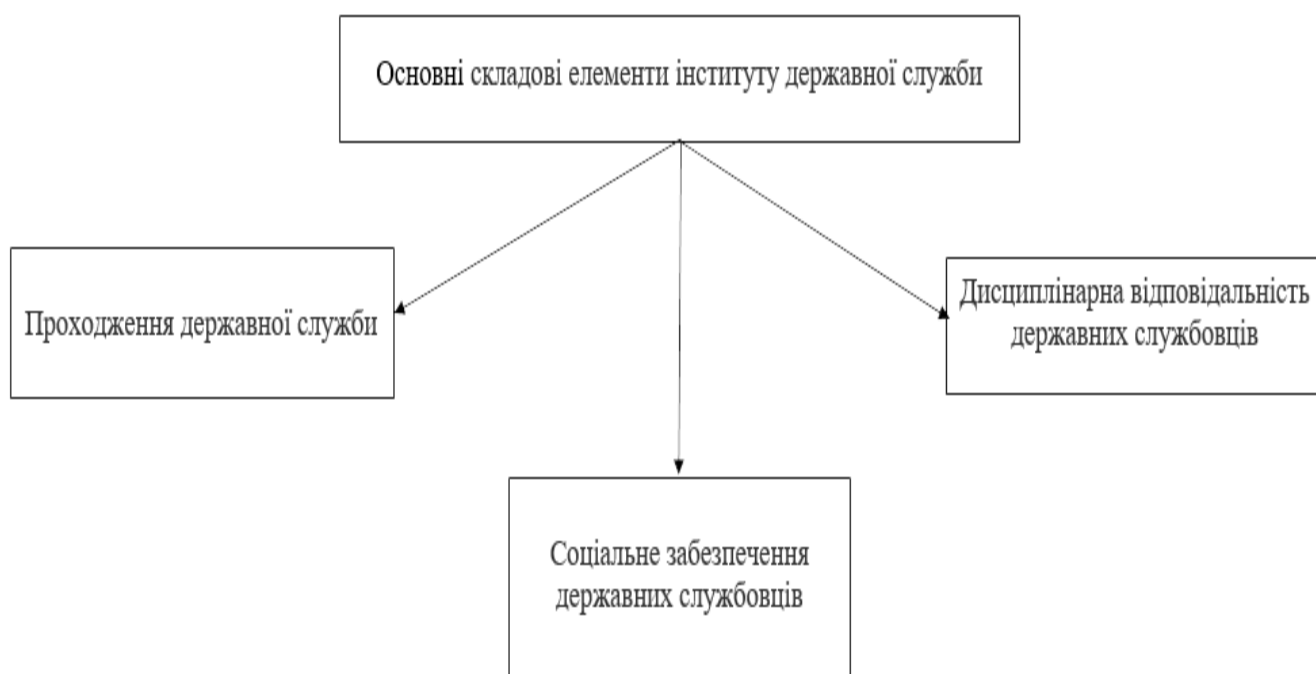 Основні складові елементи інституту державної служби
Проходження державної служби
Дисциплінарна відповідальність
державних службовців
Соціальне забезпечення
державних службовців